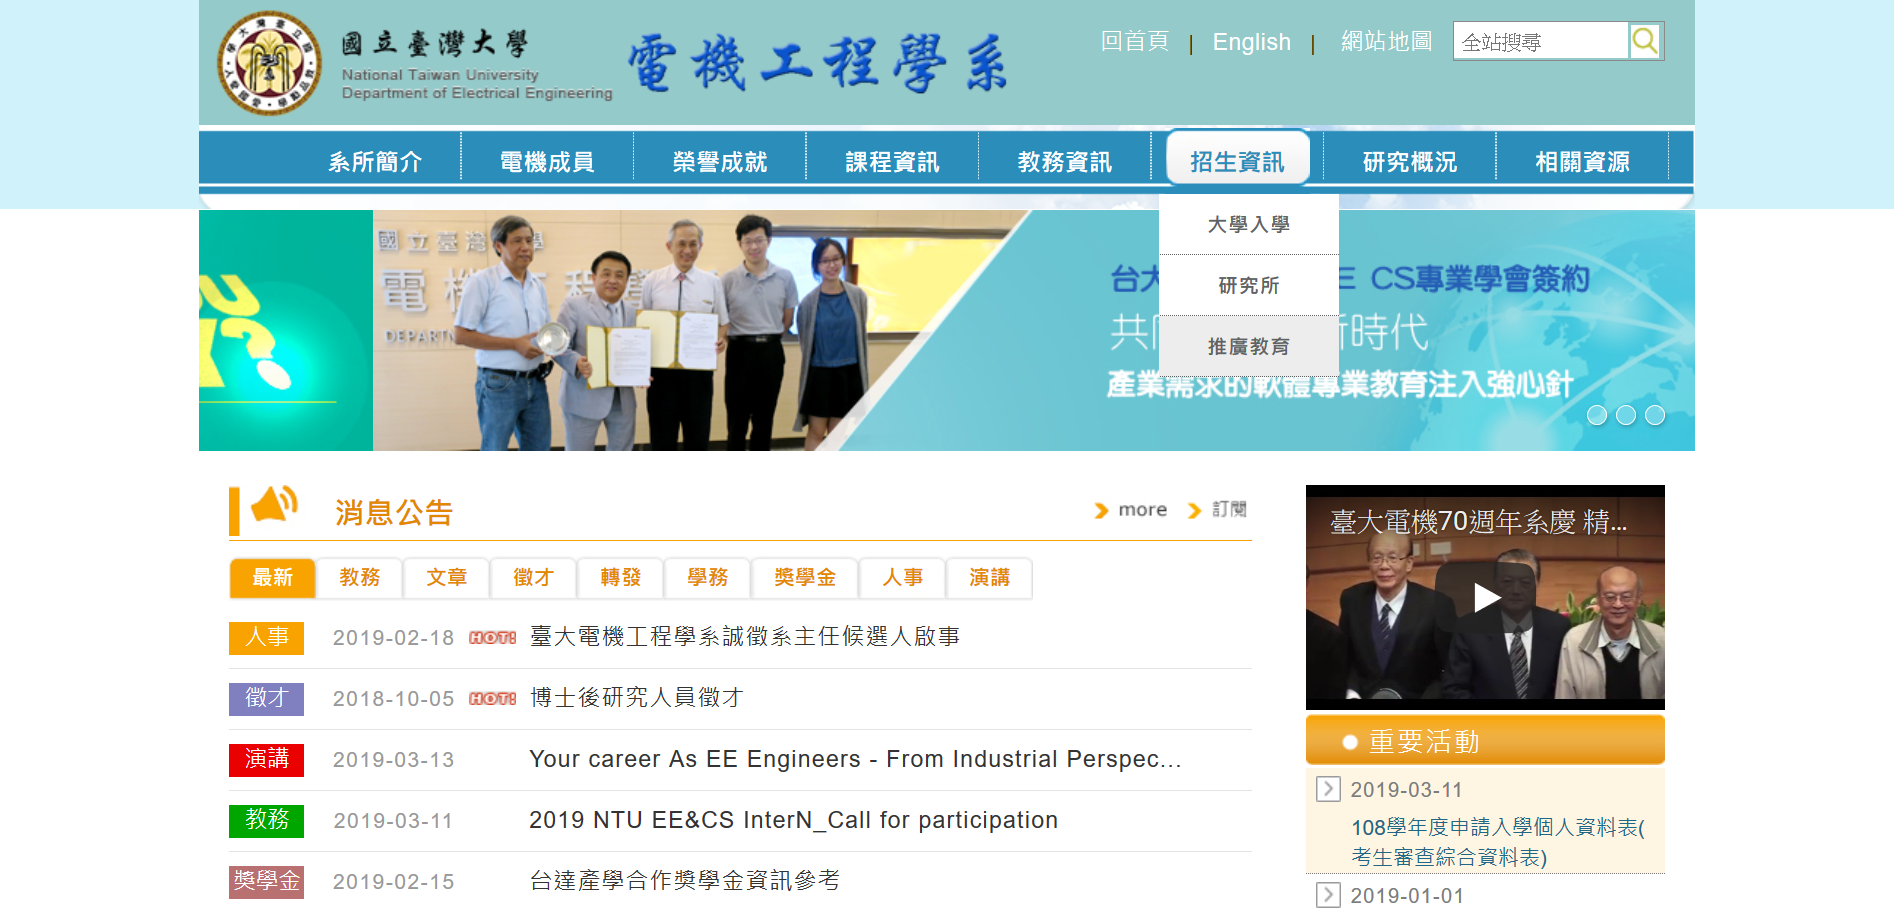 國立臺灣大學
National Taiwan University
Department of Electrical Engineering
電機工程學系
回首頁 | English | 網站地圖
全站搜尋
系所簡介 電機成員 榮譽成就 課程資訊 教務資訊 招生資訊 研究概況 相關資源
大學入學
研究所
推廣教育
國立臺灣 學
電機 程
DEPARTM
台大 E CS專業學會簽約
共 新時代
產業需求的軟體專業教育注入強心針
消息公告
more 訂閱
最新 教務 文章 徵才 轉發 學務 獎學金 人事 演講
人事 2019-02-18 HOT! 臺大電機工程學系誠徵系主任候選人啟事
徵才 2018-10-05 HOT! 博士後研究人員徵才
演講 2019-03-13 Your career As EE Engineers - From Industrial Perspec...
教務 2019-03-11 2019 NTU EE&CS InterN_Call for participation
獎學金 2019-02-15 台達產學合作獎學金資訊參考
臺大電機70週年系慶 精...
重要活動
2019-03-11
108學年度申請入學個人資料表(
考生審查綜合資料表)
2019-01-01